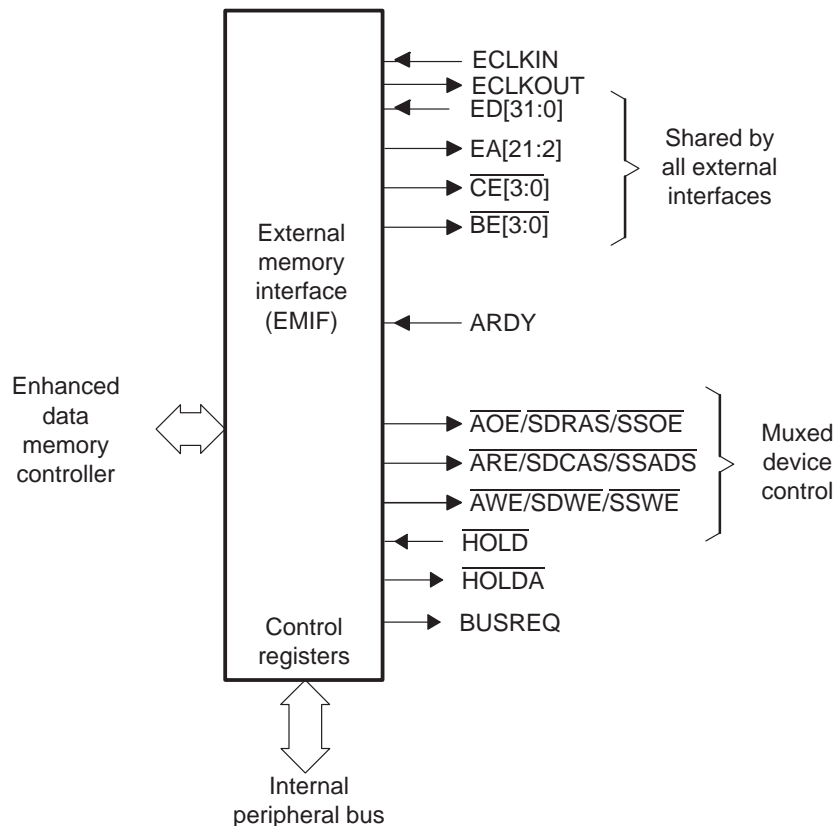 ECLKIN
ECLKOUT
ED[31:0]
EA[21:2]
CE[3:0]
BE[3:0]
Shared by
all external
interfaces
External
memory
interface
(EMIF)
ARDY
Enhanced
data
memory
controller
AOE/SDRAS/SSOE
ARE/SDCAS/SSADS
AWE/SDWE/SSWE
Muxed
device
control
HOLD
HOLDA
BUSREQ
Control
registers
Internal
peripheral bus